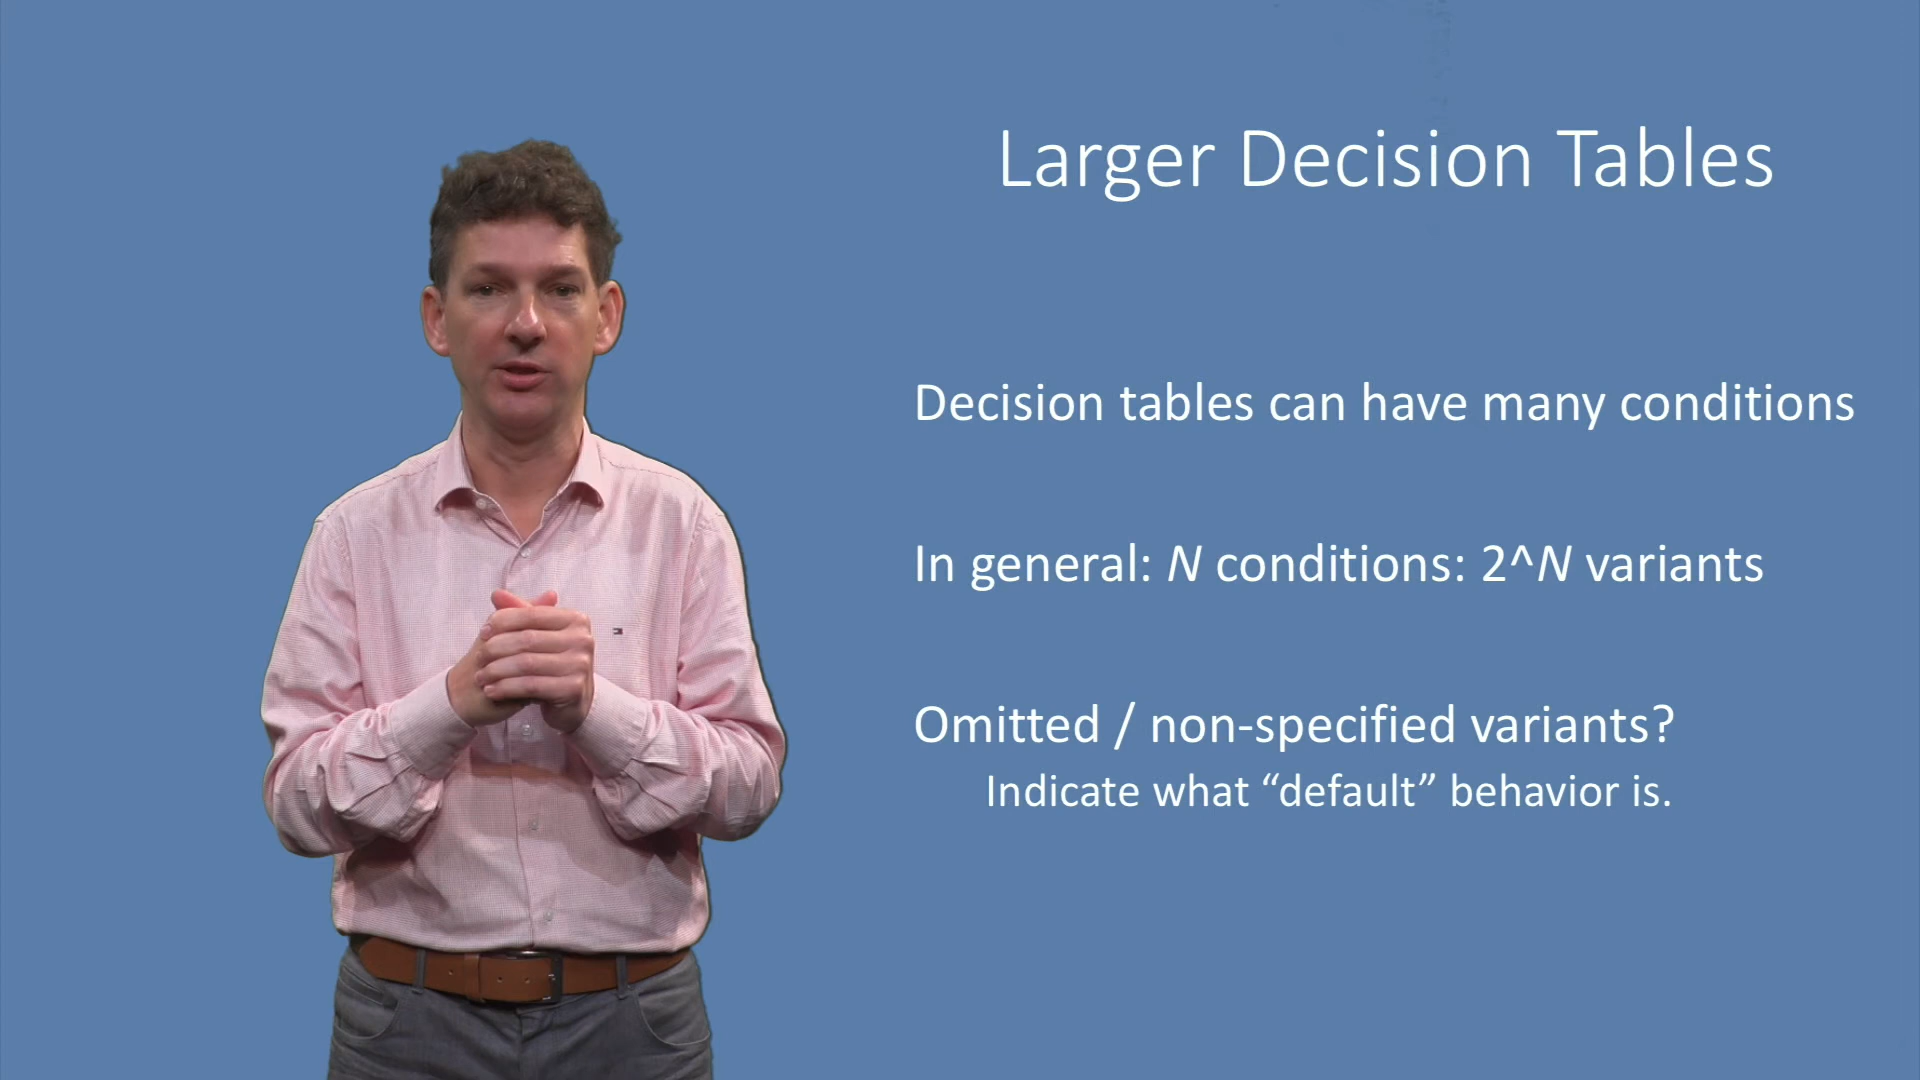 Larger Decision Tables
Decision tables can have many conditions
In general: N conditions: 2^N variants
Omitted / non-specified variants?
Indicate what “default” behavior is.